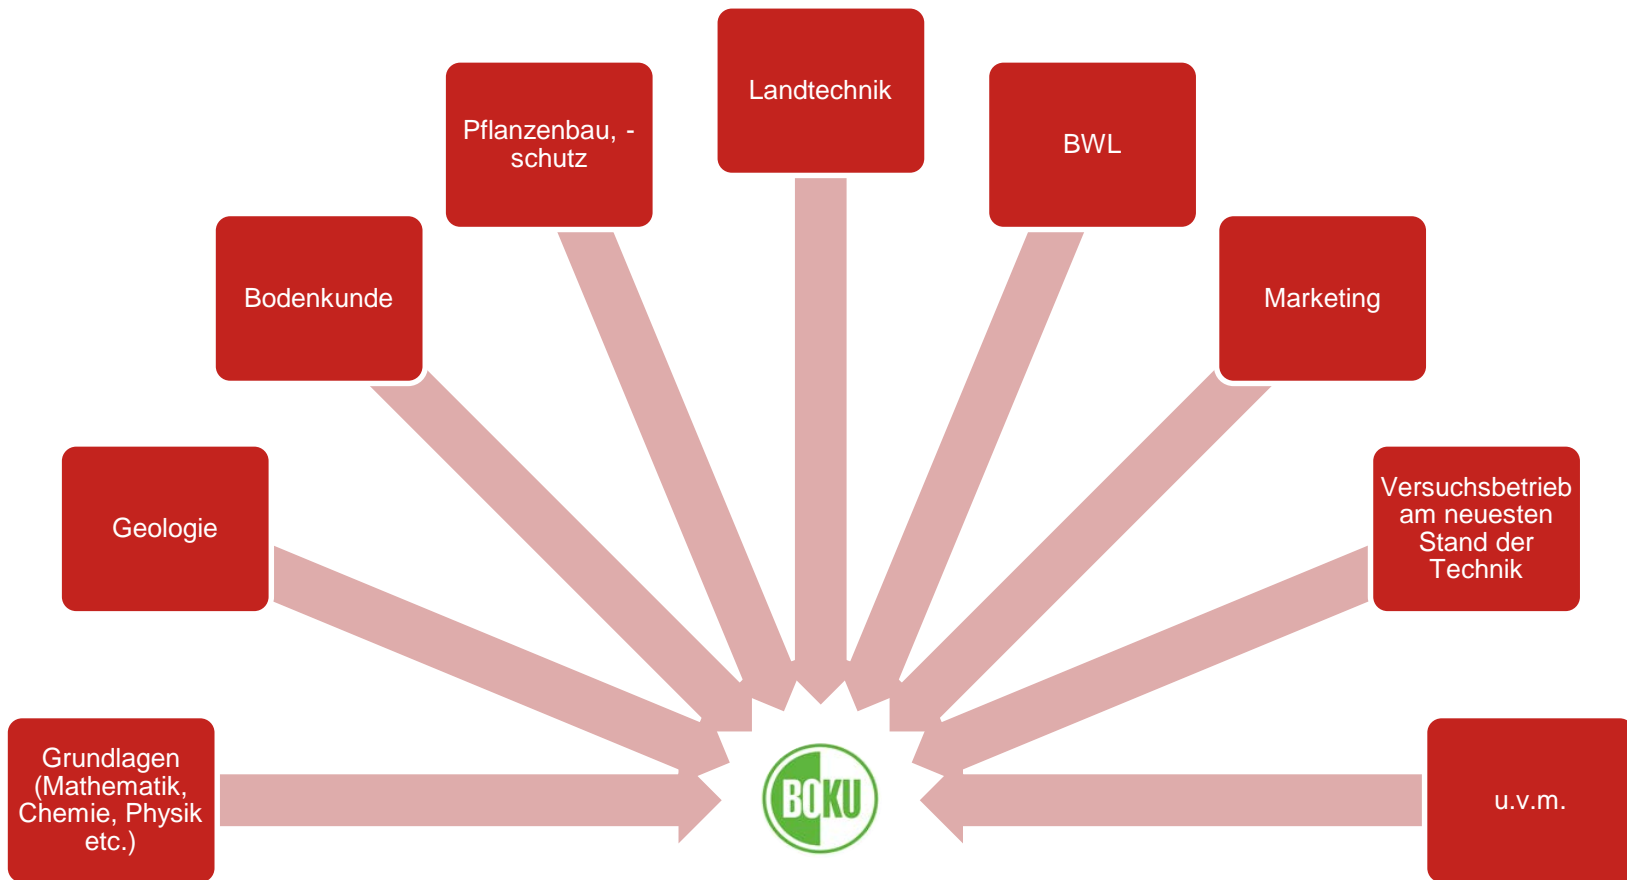 Landtechnik
Pflanzenbau, -
schutz
BWL
Bodenkunde
Marketing
Geologie
Versuchsbetrieb
am neuesten
Stand der
Technik
Grundlagen
(Mathematik,
Chemie, Physik
etc.)
BOKU
u.v.m.